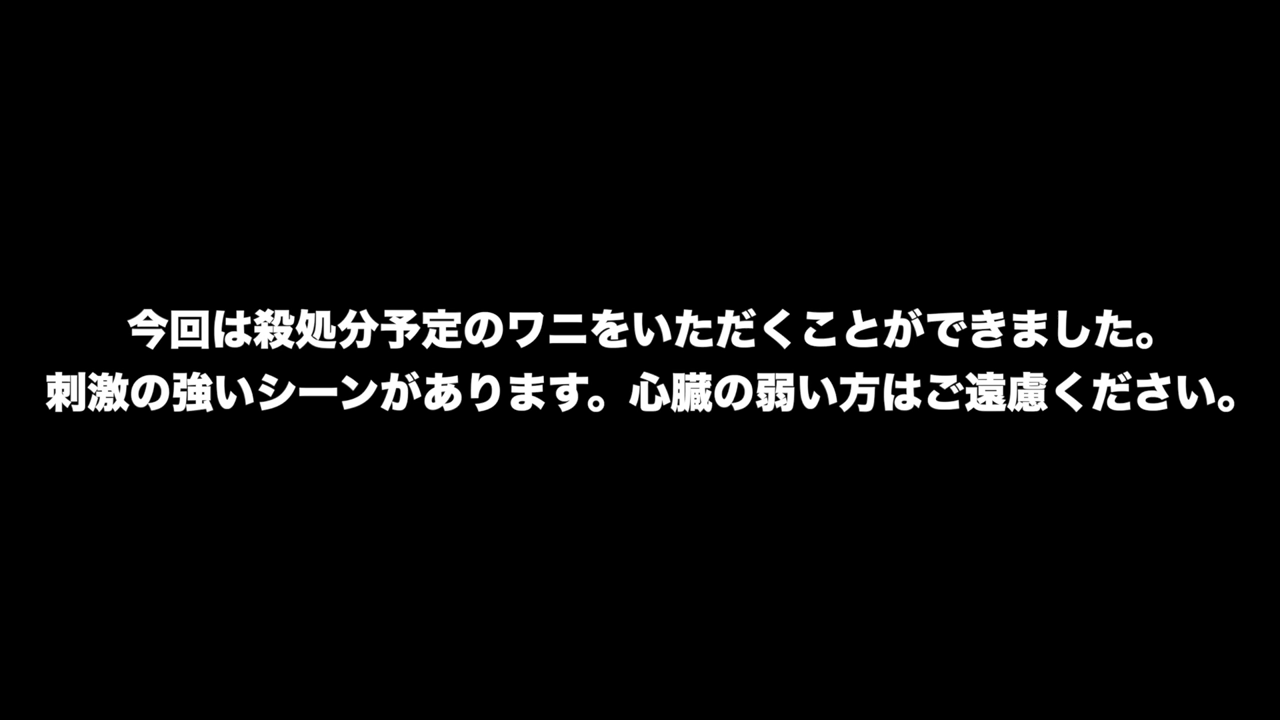 今回は殺処分予定のワニをいただくことができました。
刺激の強いシーンがあります。心臓の弱い方はご遠慮ください。